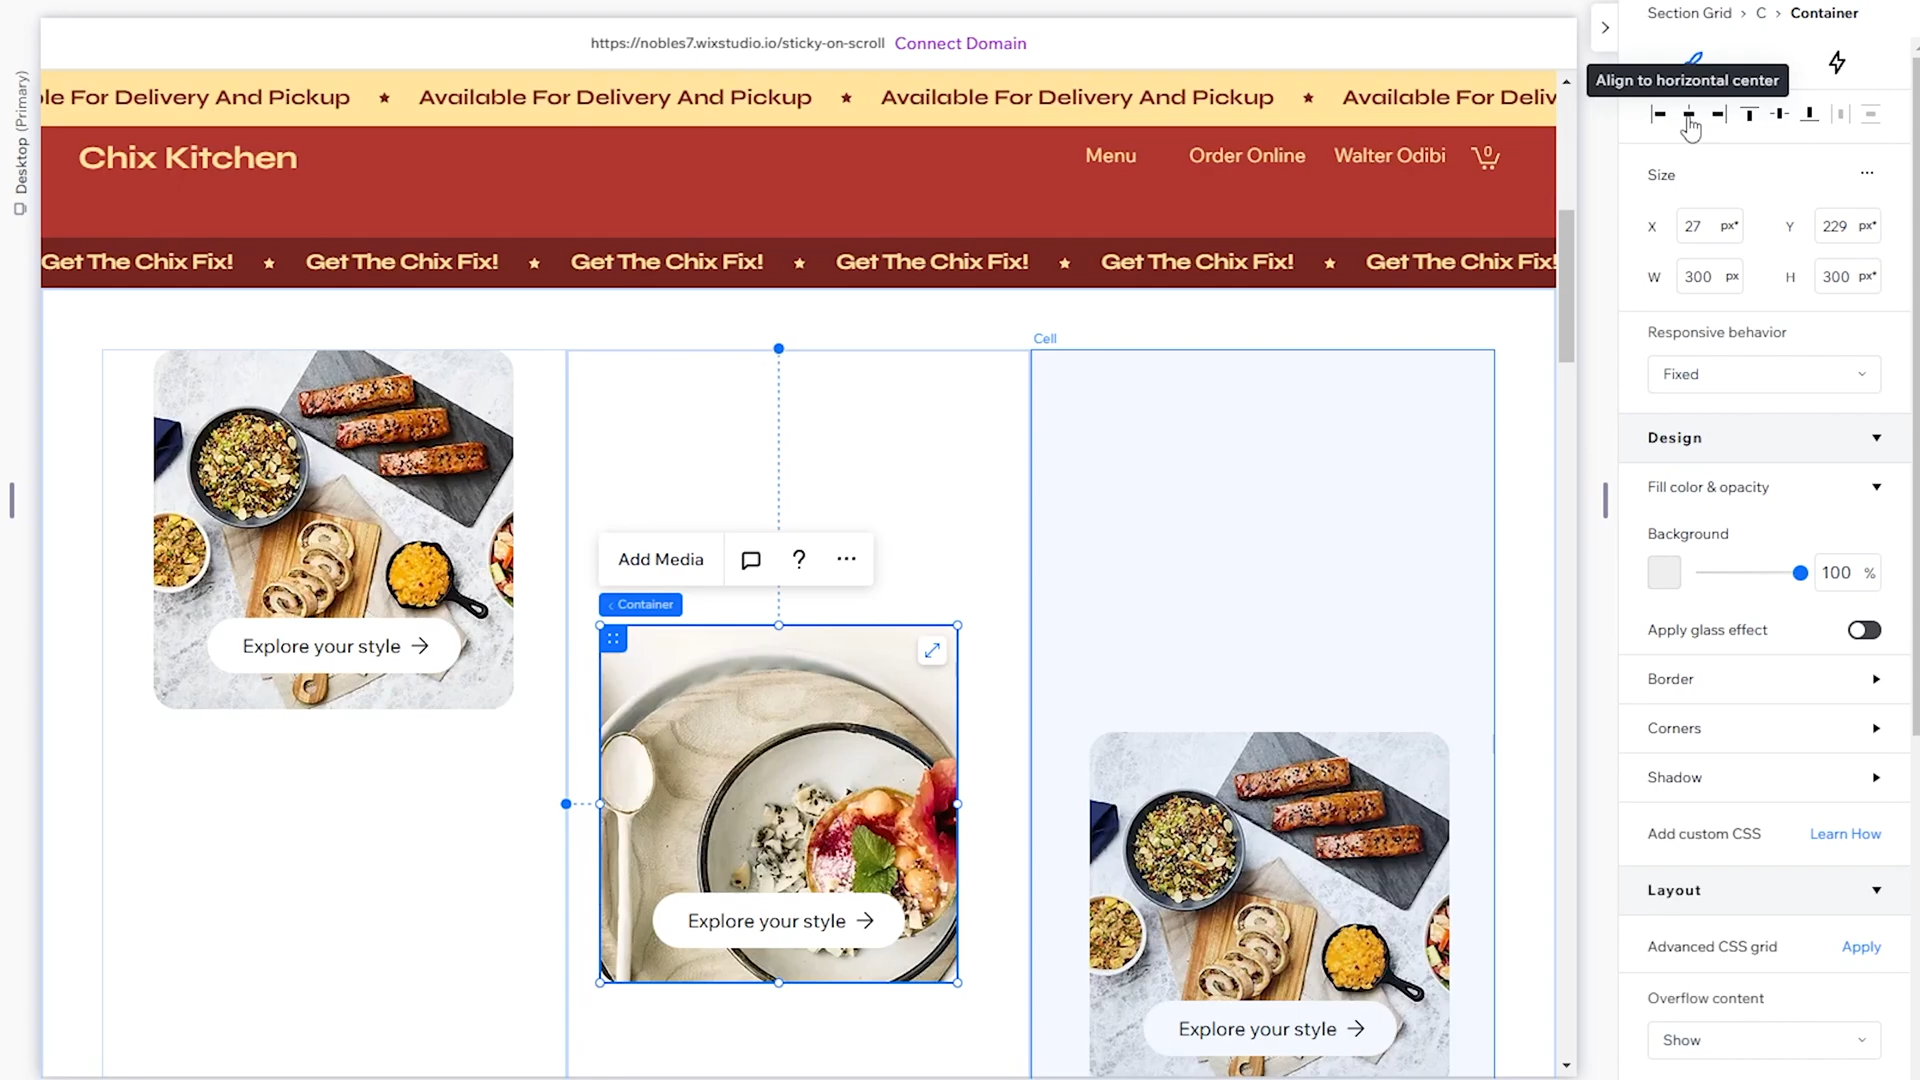 https://nobles7.wixstudio.io/sticky-on-scroll Connect Domain
Desktop (Primary)
le For Delivery And Pickup ★ Available For Delivery And Pickup ★ Available For Delivery And Pickup ★ Available For Deliv
Chix Kitchen
Menu Order Online Walter Odibi 0
Get The Chix Fix! ★ Get The Chix Fix! ★ Get The Chix Fix! ★ Get The Chix Fix! ★ Get The Chix Fix! ★ Get The Chix Fix!
Cell
Explore your style →
Add Media ? ...
‹ Container
Explore your style →
Explore your style →
Section Grid > C > Container
Align to horizontal center
Size ...
X 27 px* Y 229 px*
W 300 px H 300 px*
Responsive behavior
Fixed
Design
Fill color & opacity
Background
100 %
Apply glass effect
Border
Corners
Shadow
Add custom CSS Learn How
Layout
Advanced CSS grid Apply
Overflow content
Show